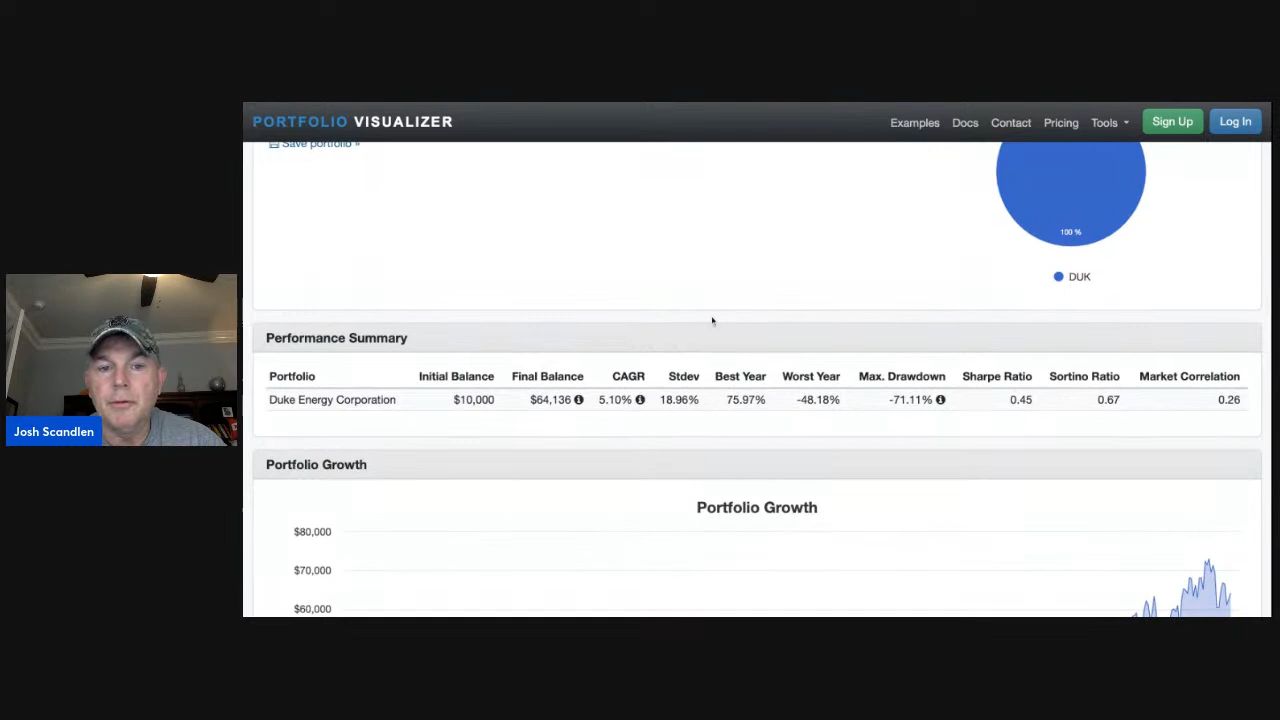 PORTFOLIO VISUALIZER
Examples Docs Contact Pricing Tools Sign Up Log In
Save portfolio »
100 %
DUK
Performance Summary
Portfolio Initial Balance Final Balance CAGR Stdev Best Year Worst Year Max. Drawdown Sharpe Ratio Sortino Ratio Market Correlation
Duke Energy Corporation $10,000 $64,136 5.10% 18.96% 75.97% -48.18% -71.11% 0.45 0.67 0.26
Portfolio Growth
Portfolio Growth
$80,000
$70,000
$60,000
Josh Scandlen